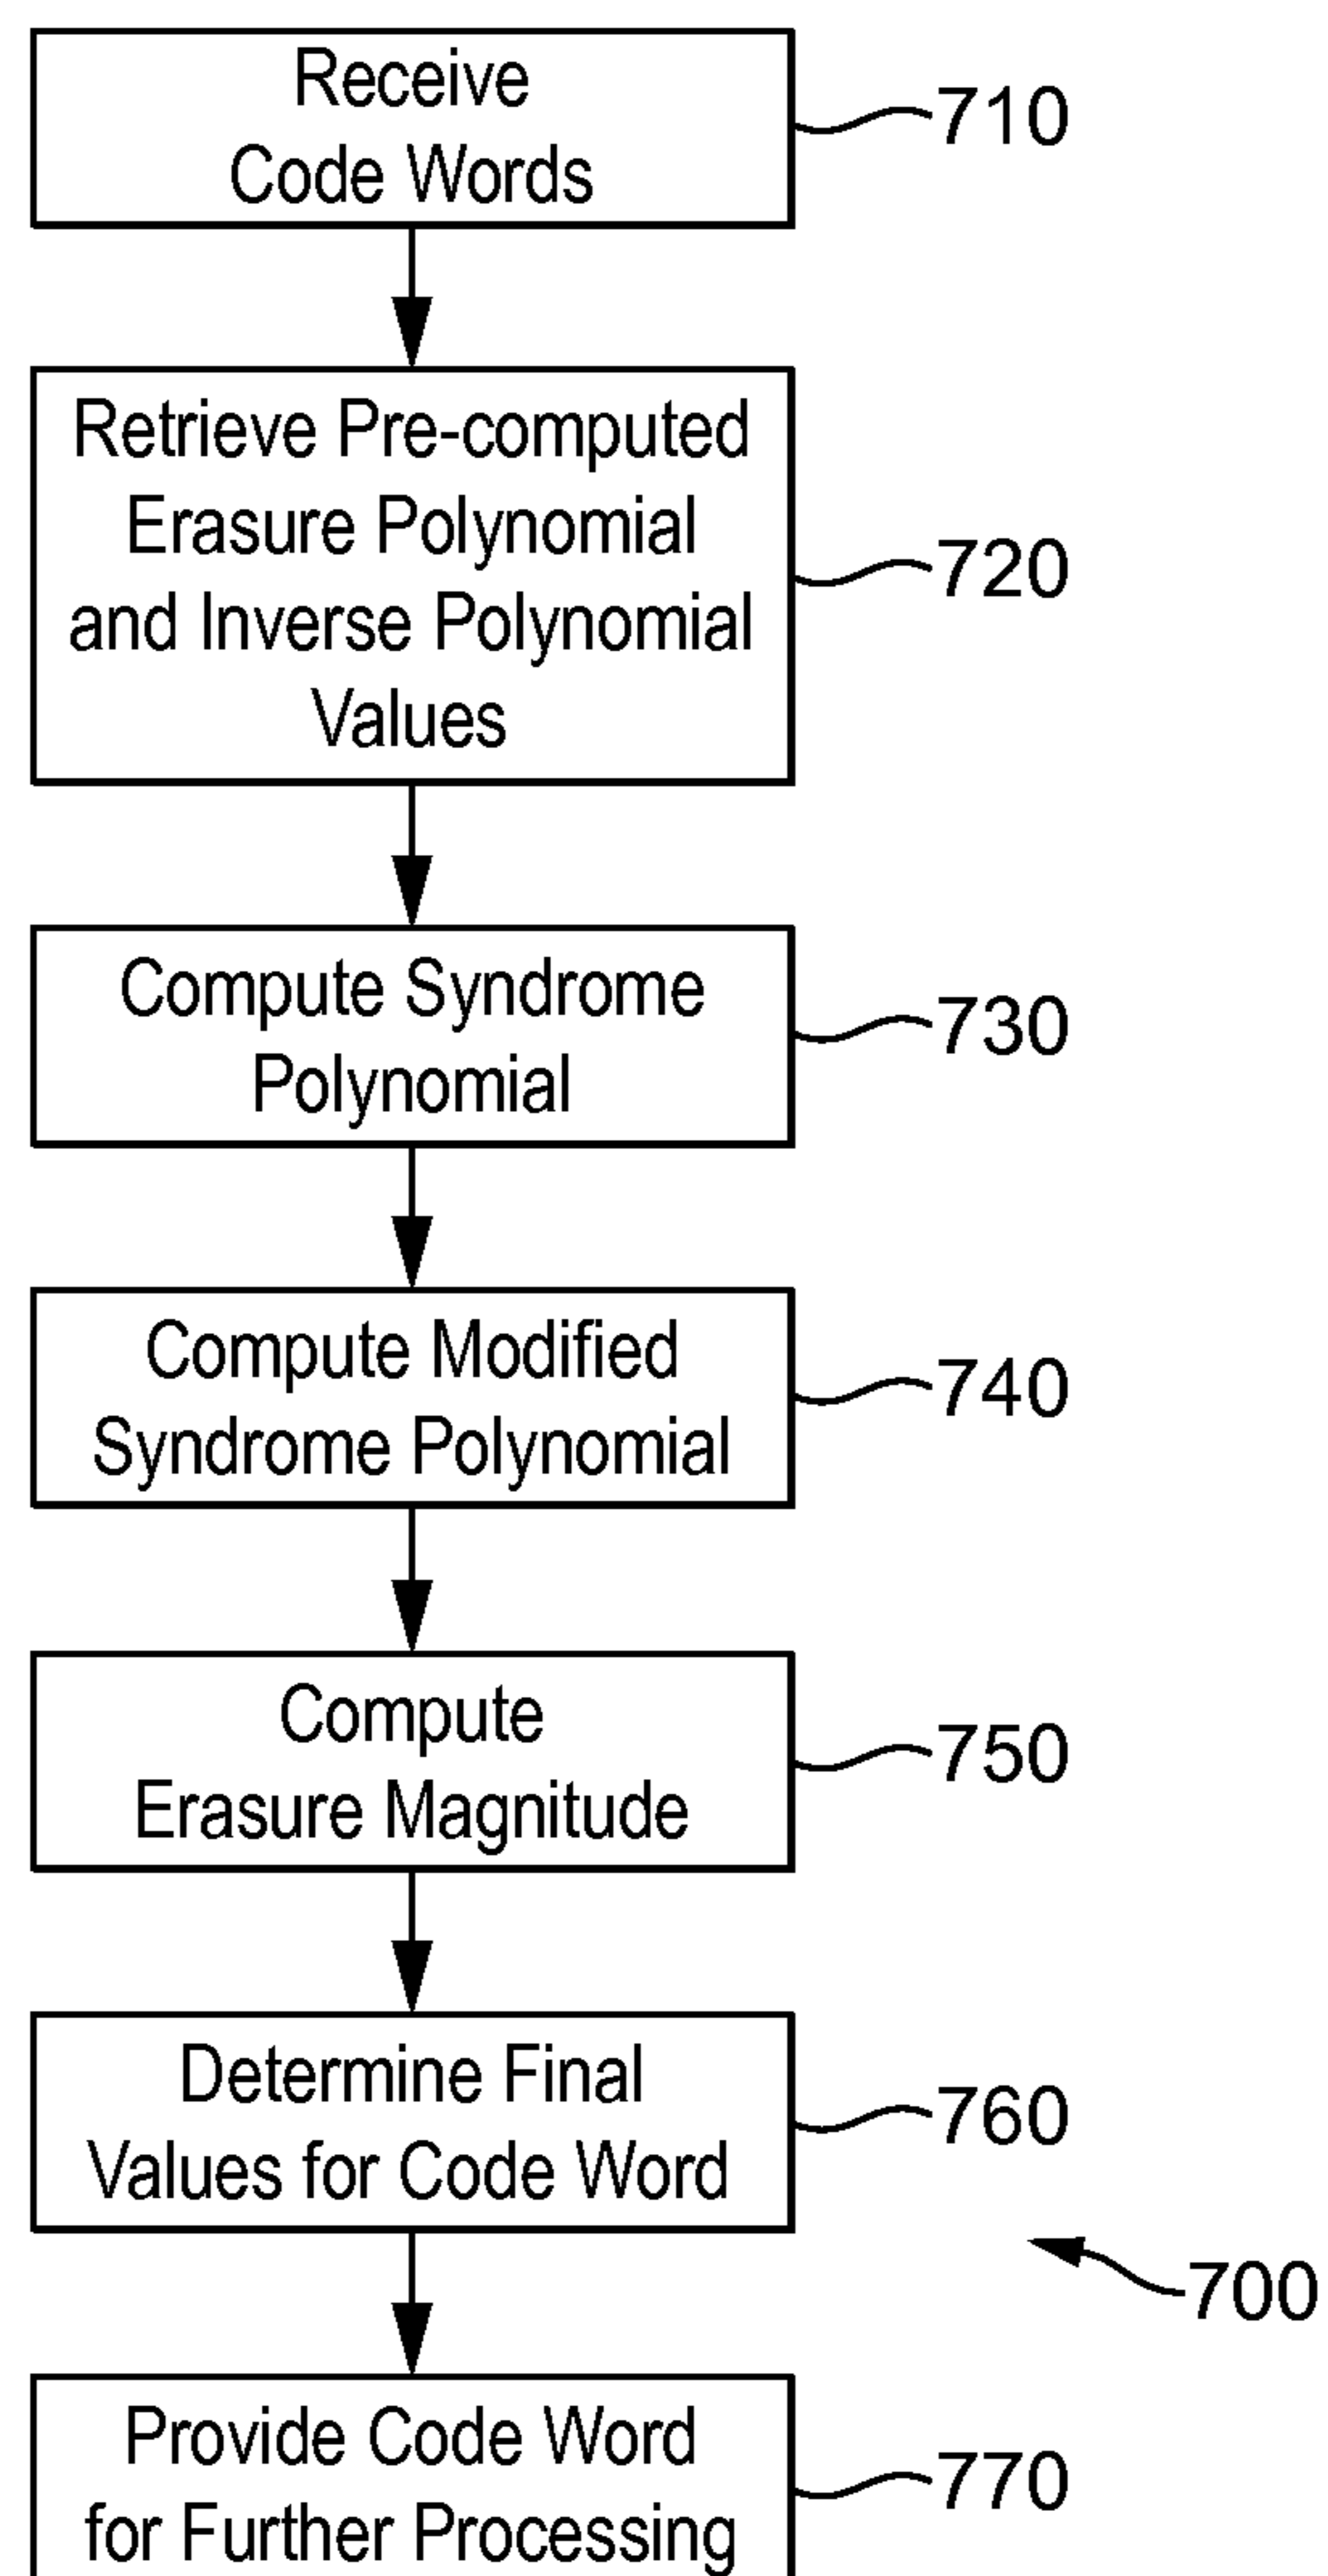 Receive
Code Words
710
Retrieve Pre-computed
Erasure Polynomial
and Inverse Polynomial
Values
720
Compute Syndrome
Polynomial
730
Compute Modified
Syndrome Polynomial
740
Compute
Erasure Magnitude
750
Determine Final
Values for Code Word
760
700
Provide Code Word
for Further Processing
770